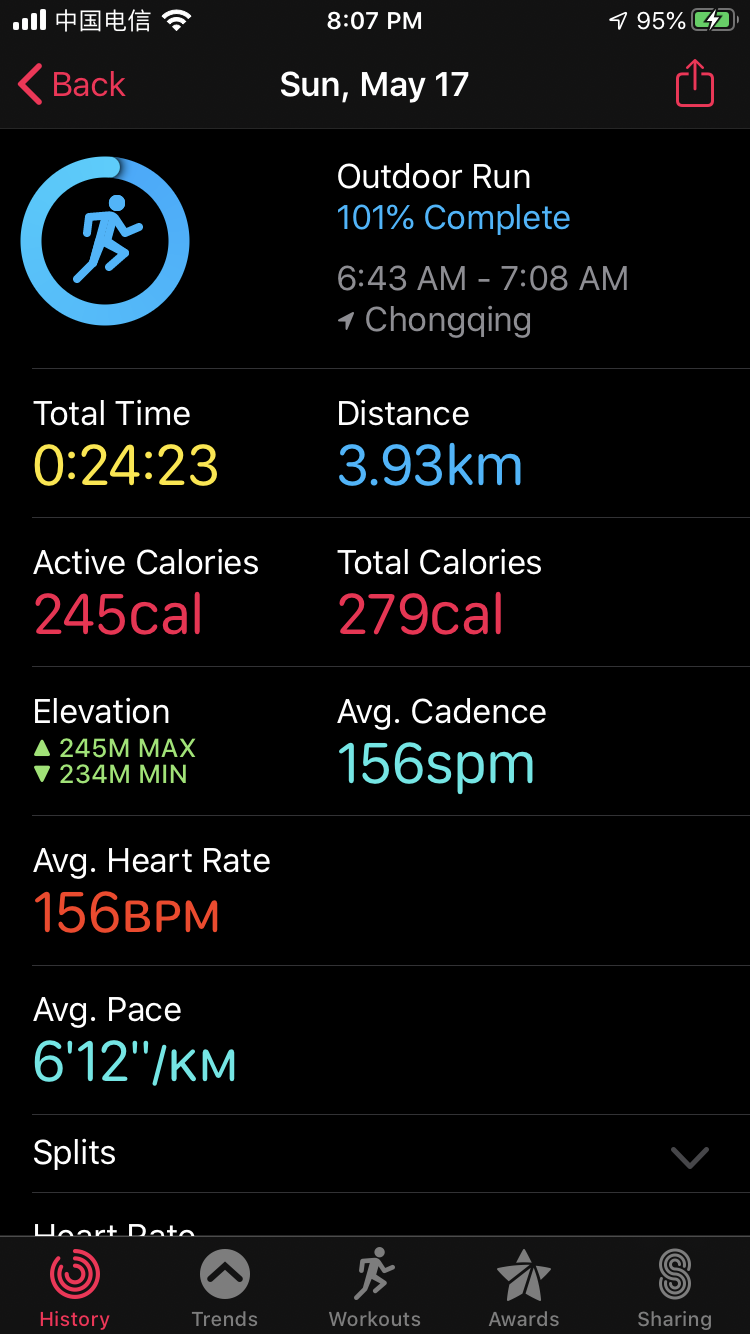 中国电信 8:07 PM 95%
Back Sun, May 17
Outdoor Run
101% Complete
6:43 AM - 7:08 AM
Chongqing
Total Time Distance
0:24:23 3.93km
Active Calories Total Calories
245cal 279cal
Elevation Avg. Cadence
245M MAX
234M MIN
156spm
Avg. Heart Rate
156BPM
Avg. Pace
6'12''/KM
Splits
Heart Rate
History Trends Workouts Awards Sharing